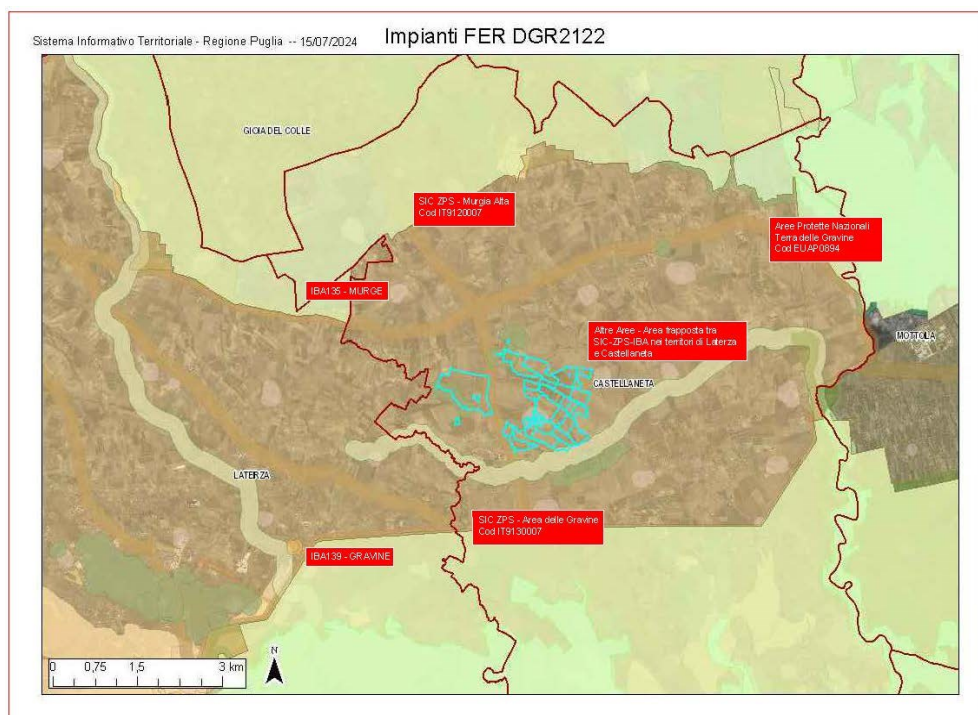 Sistema Informativo Territoriale - Regione Puglia -- 15/07/2024
Impianti FER DGR2122
GIOIA DEL COLLE
SIC ZPS - Murgia Alta
Cod IT9120007
Aree Protette Nazionali
Terra delle Gravine
Cod EUAP0894
IBA135 - MURGE
Altre Aree - Area frapposta tra
SIC-ZPS-IBA nei territori di Laterza
e Castellaneta
MOTTOLA
CASTELLANETA
LATERZA
SIC ZPS - Area delle Gravine
Cod IT9130007
IBA139 - GRAVINE
0 0,75 1,5 3 km
N